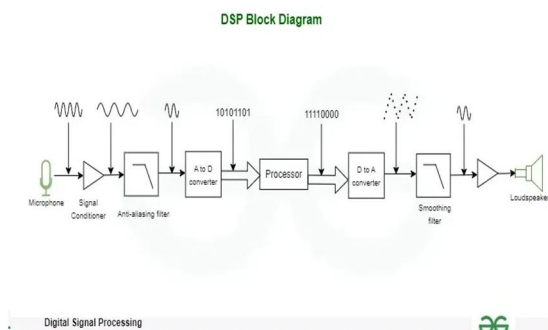 DSP Block Diagram
10101101
11110000
A to D
converter
Processor
D to A
converter
Microphone
Signal
Conditioner
Anti-aliasing filter
Smoothing
filter
Loudspeaker
Digital Signal Processing